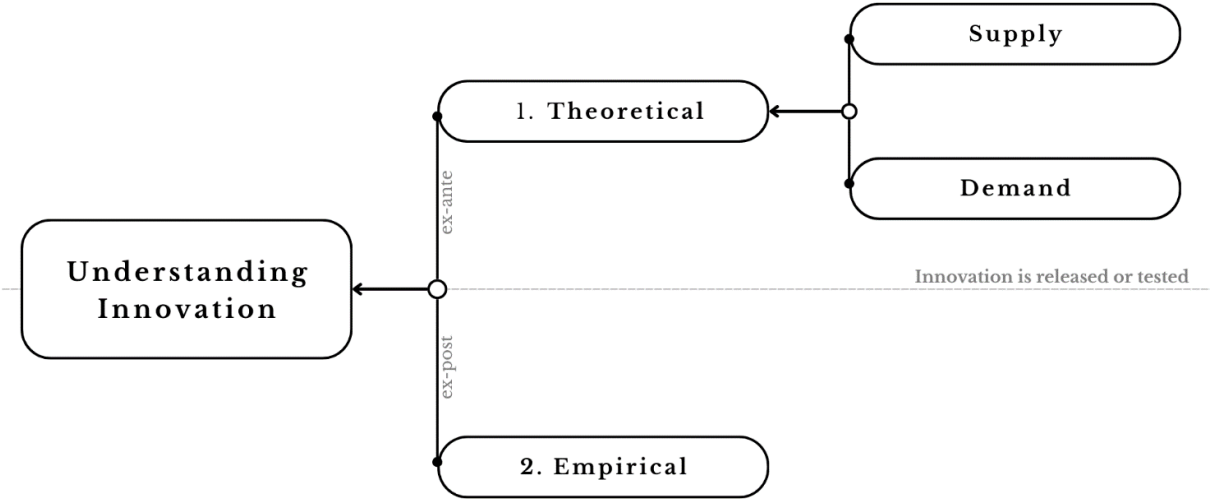 Supply
1. Theoretical
Demand
ex-ante
Understanding
Innovation
Innovation is released or tested
ex-post
2. Empirical